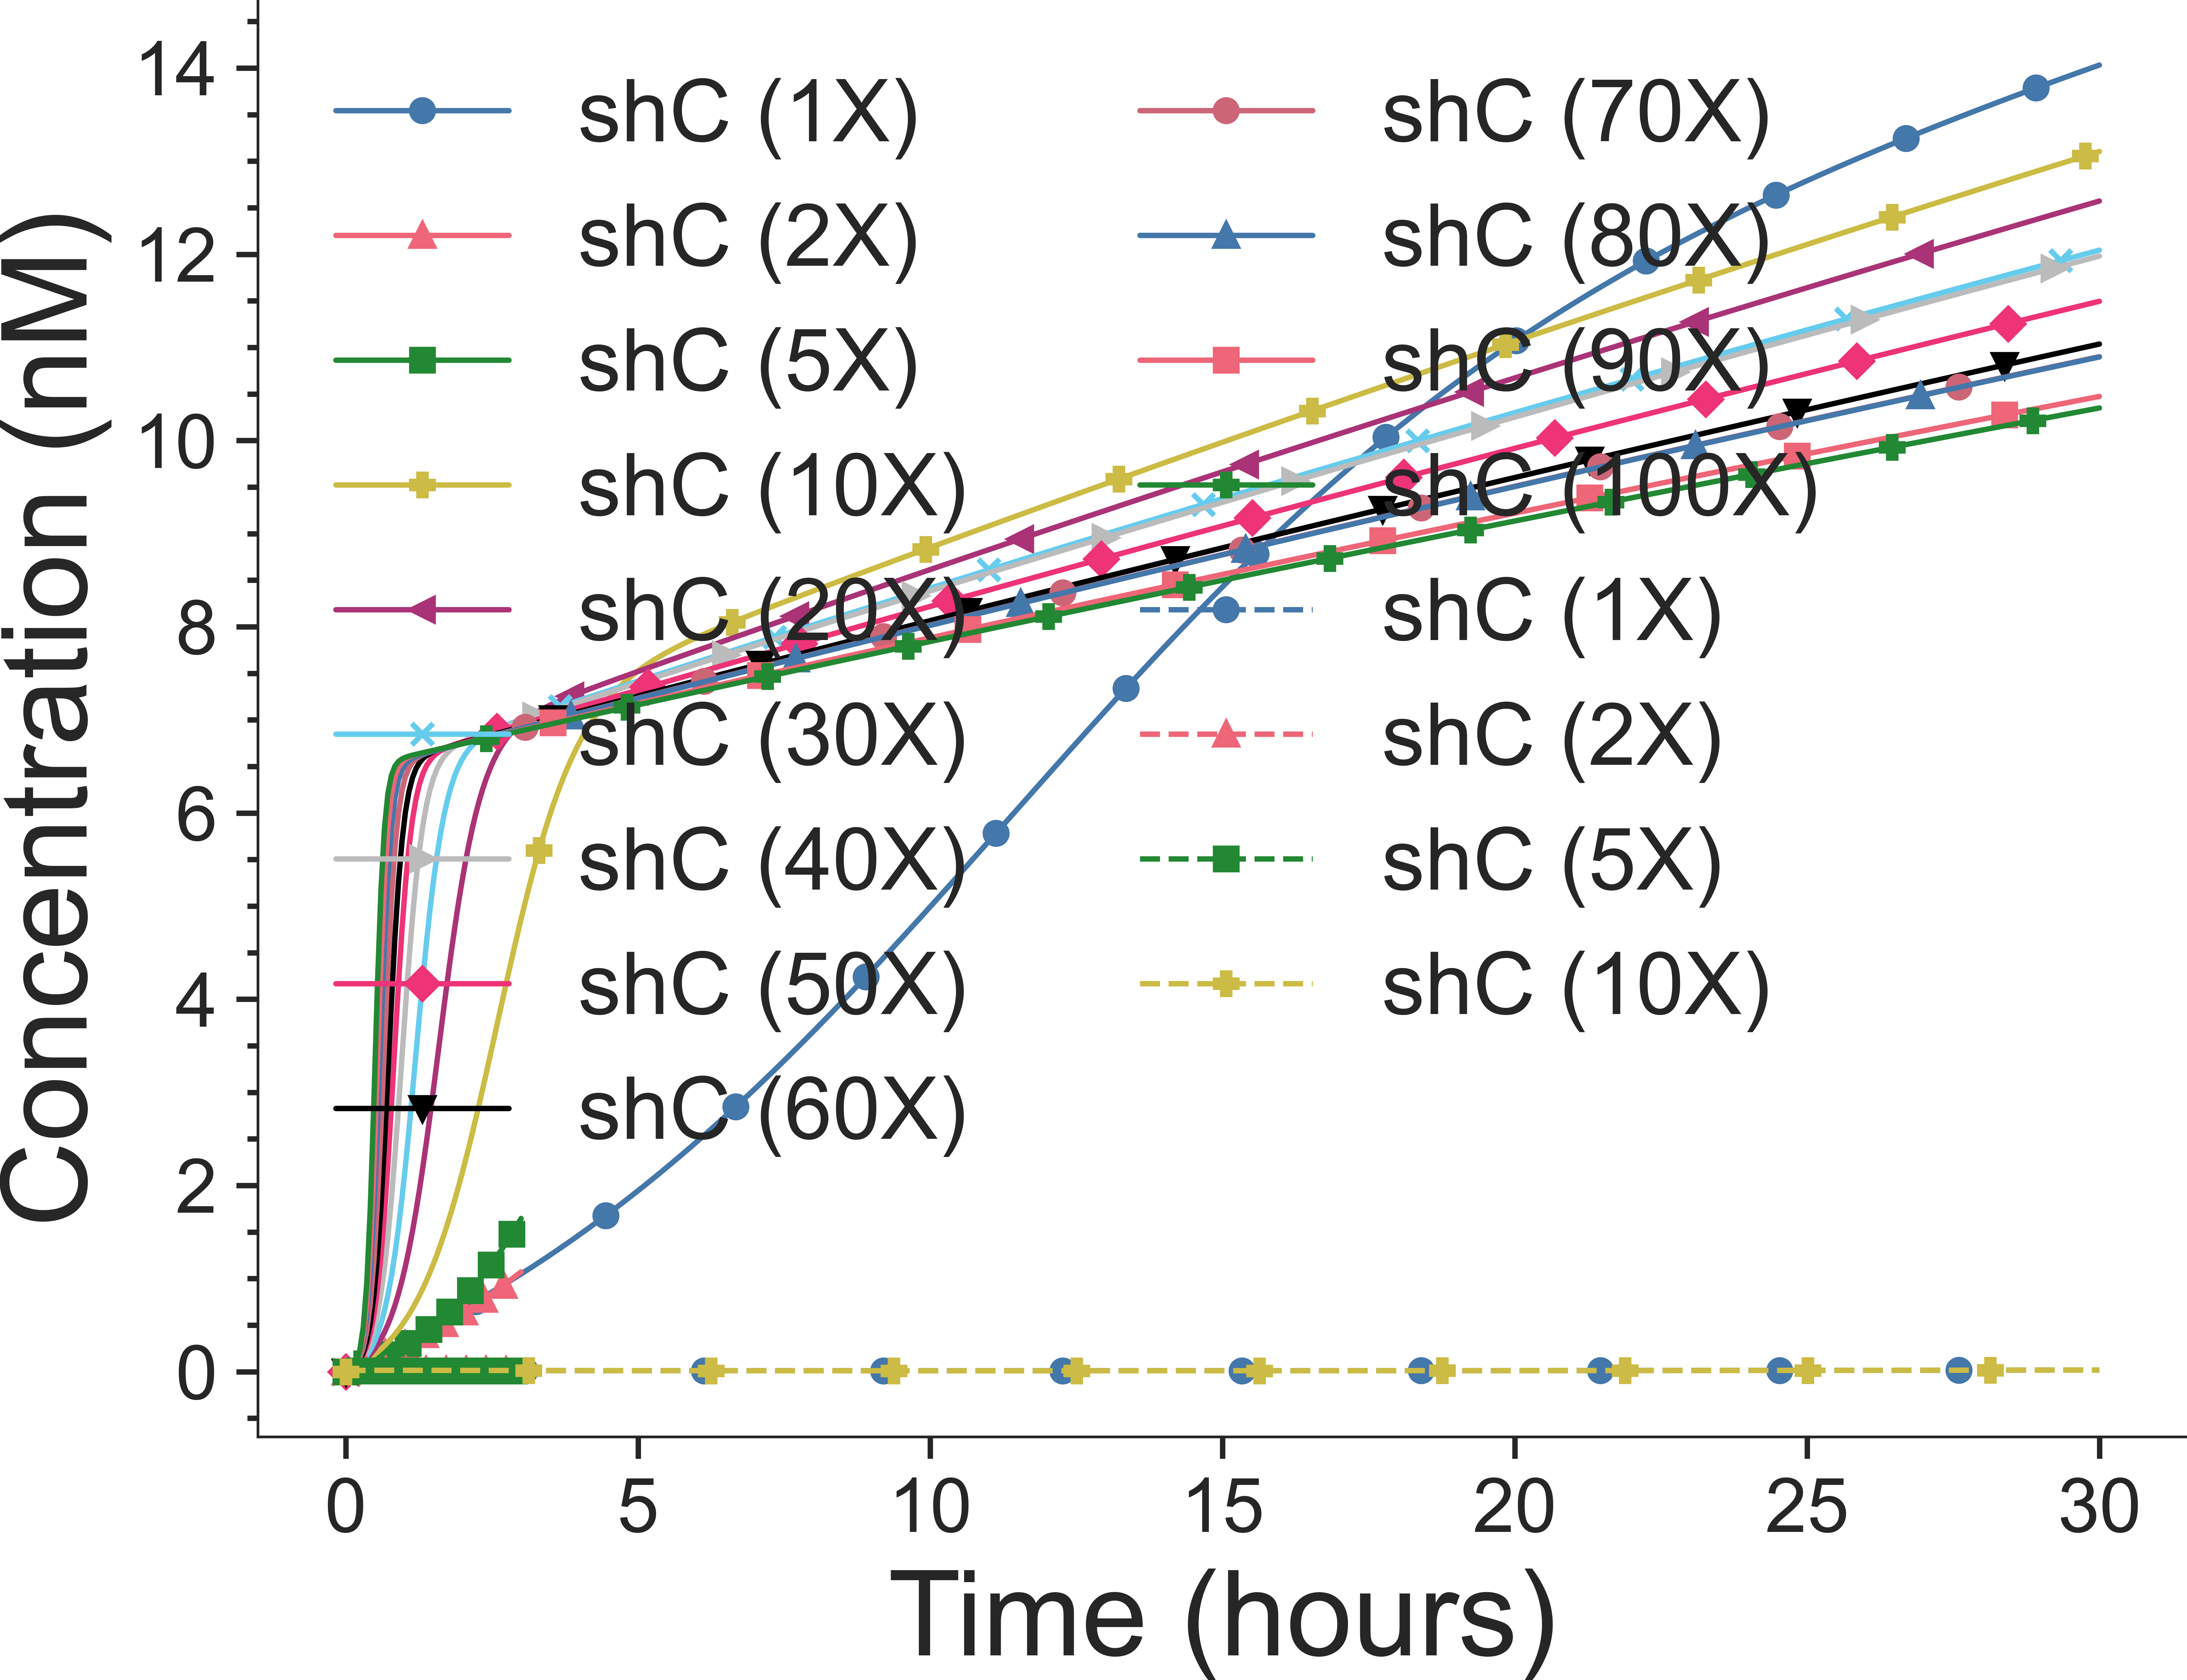 Concentration (nM)
14
12
10
8
6
4
2
0
shC (1X)
shC (2X)
shC (5X)
shC (10X)
shC (20X)
shC (30X)
shC (40X)
shC (50X)
shC (60X)
shC (70X)
shC (80X)
shC (90X)
shC (100X)
shC (1X)
shC (2X)
shC (5X)
shC (10X)
0 5 10 15 20 25 30
Time (hours)